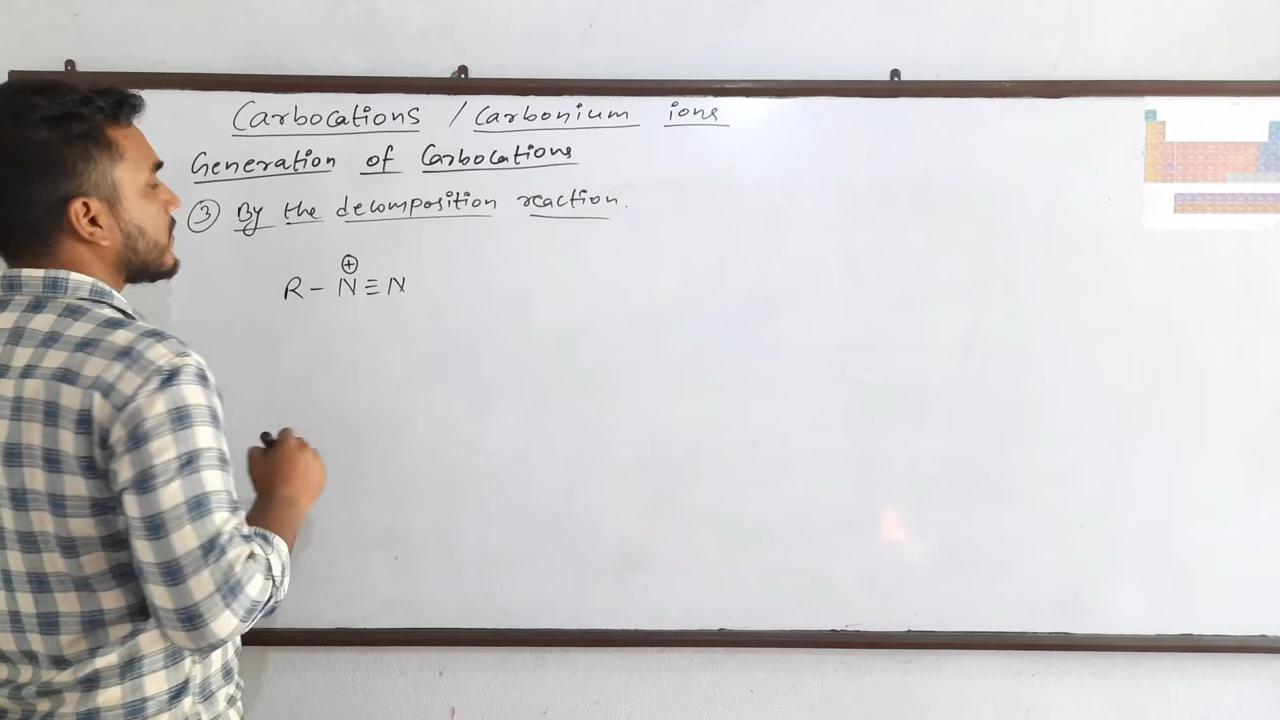 Carbocations / Carbonium ions
Generation of Carbocations
③ By the decomposition reaction.
⊕
R - N ≡ N